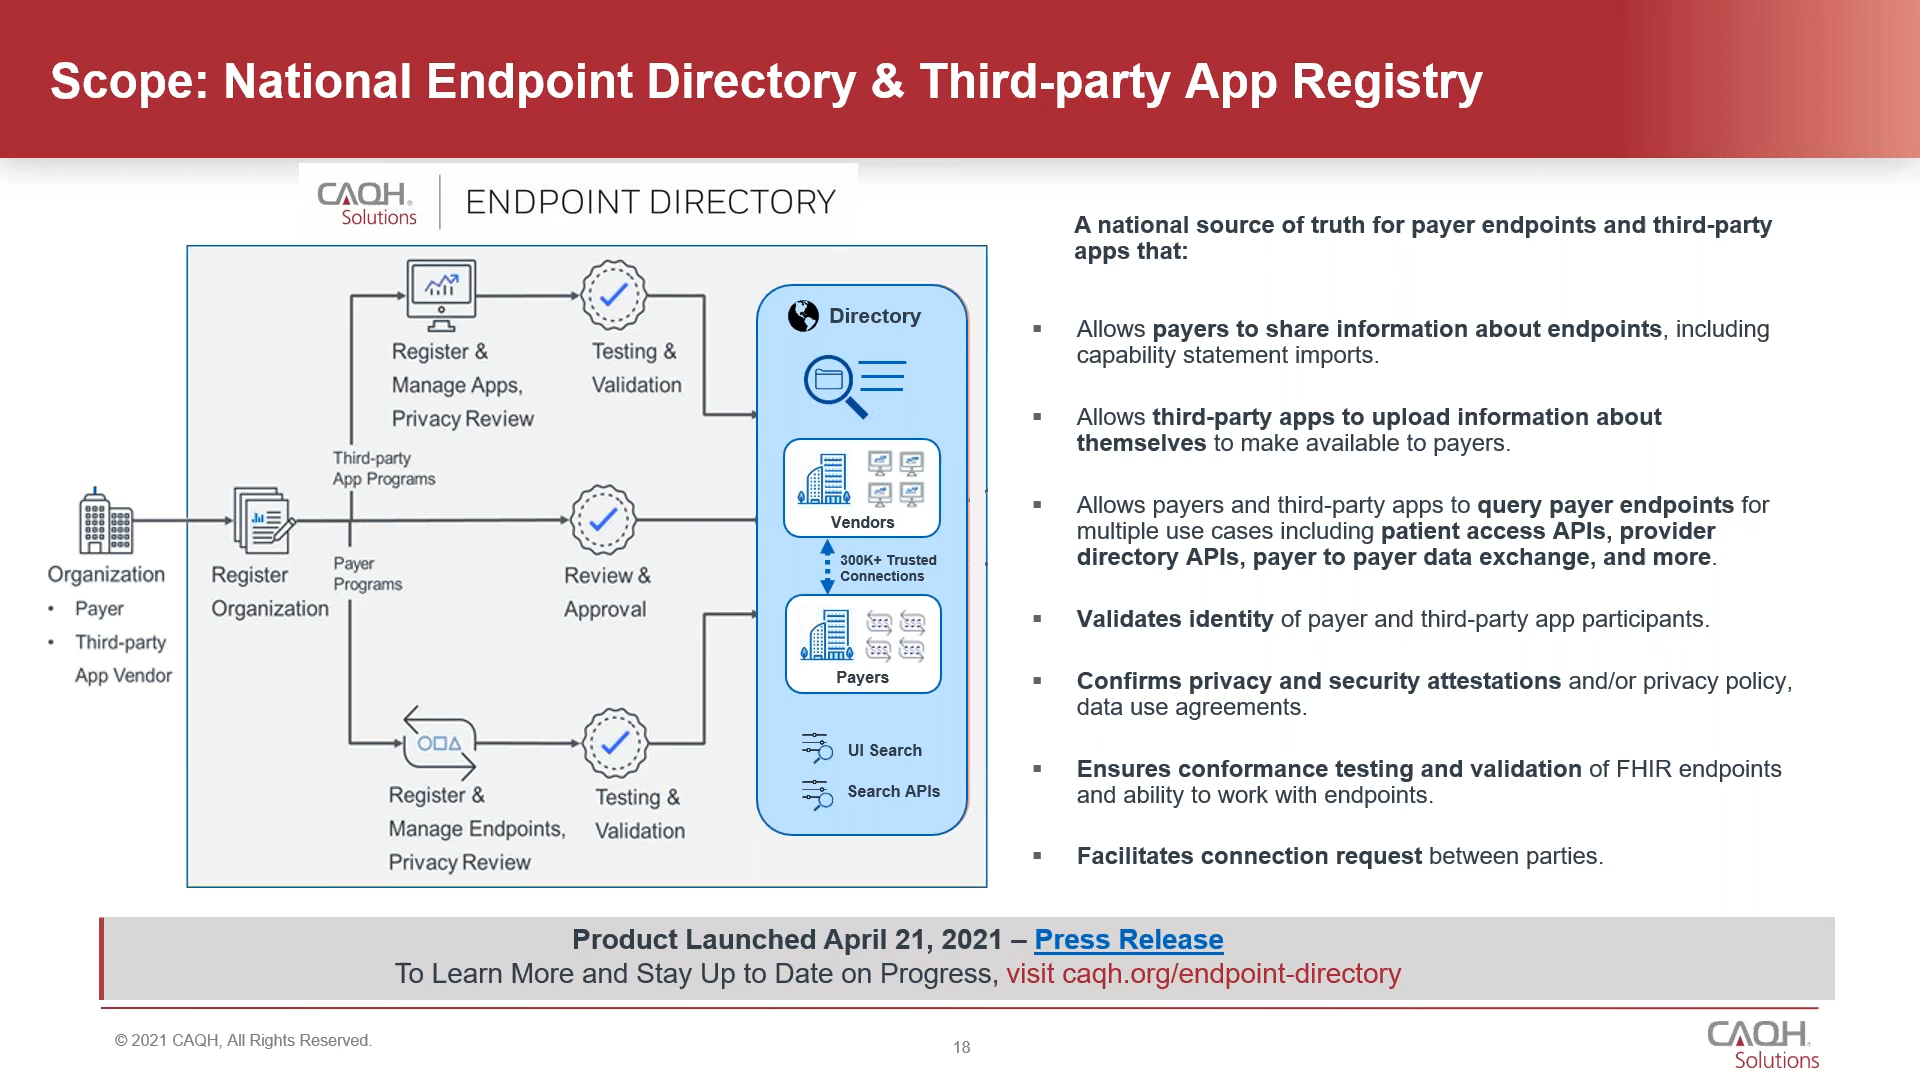 Scope: National Endpoint Directory & Third-party App Registry
CAQH
Solutions
ENDPOINT DIRECTORY
Organization
• Payer
• Third-party
App Vendor
Register
Organization
Third-party
App Programs
Payer
Programs
Register &
Manage Apps,
Privacy Review
Testing &
Validation
Review &
Approval
Register &
Manage Endpoints,
Privacy Review
Testing &
Validation
Directory
Vendors
300K+ Trusted
Connections
Payers
UI Search
Search APIs
A national source of truth for payer endpoints and third-party
apps that:
▪ Allows payers to share information about endpoints, including
capability statement imports.
▪ Allows third-party apps to upload information about
themselves to make available to payers.
▪ Allows payers and third-party apps to query payer endpoints for
multiple use cases including patient access APIs, provider
directory APIs, payer to payer data exchange, and more.
▪ Validates identity of payer and third-party app participants.
▪ Confirms privacy and security attestations and/or privacy policy,
data use agreements.
▪ Ensures conformance testing and validation of FHIR endpoints
and ability to work with endpoints.
▪ Facilitates connection request between parties.
Product Launched April 21, 2021 – Press Release
To Learn More and Stay Up to Date on Progress, visit caqh.org/endpoint-directory
© 2021 CAQH, All Rights Reserved.
18
CAQH
Solutions